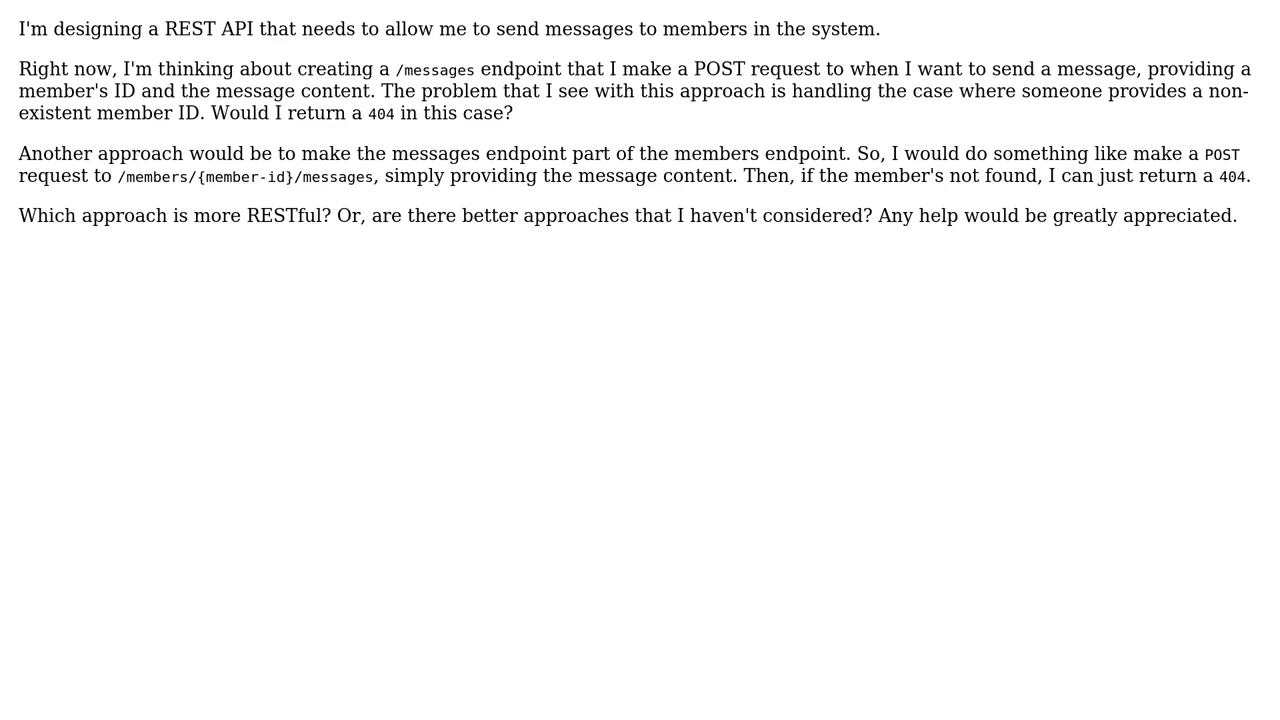 I'm designing a REST API that needs to allow me to send messages to members in the system.
Right now, I'm thinking about creating a /messages endpoint that I make a POST request to when I want to send a message, providing a
member's ID and the message content. The problem that I see with this approach is handling the case where someone provides a non-
existent member ID. Would I return a 404 in this case?
Another approach would be to make the messages endpoint part of the members endpoint. So, I would do something like make a POST
request to /members/{member-id}/messages, simply providing the message content. Then, if the member's not found, I can just return a 404.
Which approach is more RESTful? Or, are there better approaches that I haven't considered? Any help would be greatly appreciated.